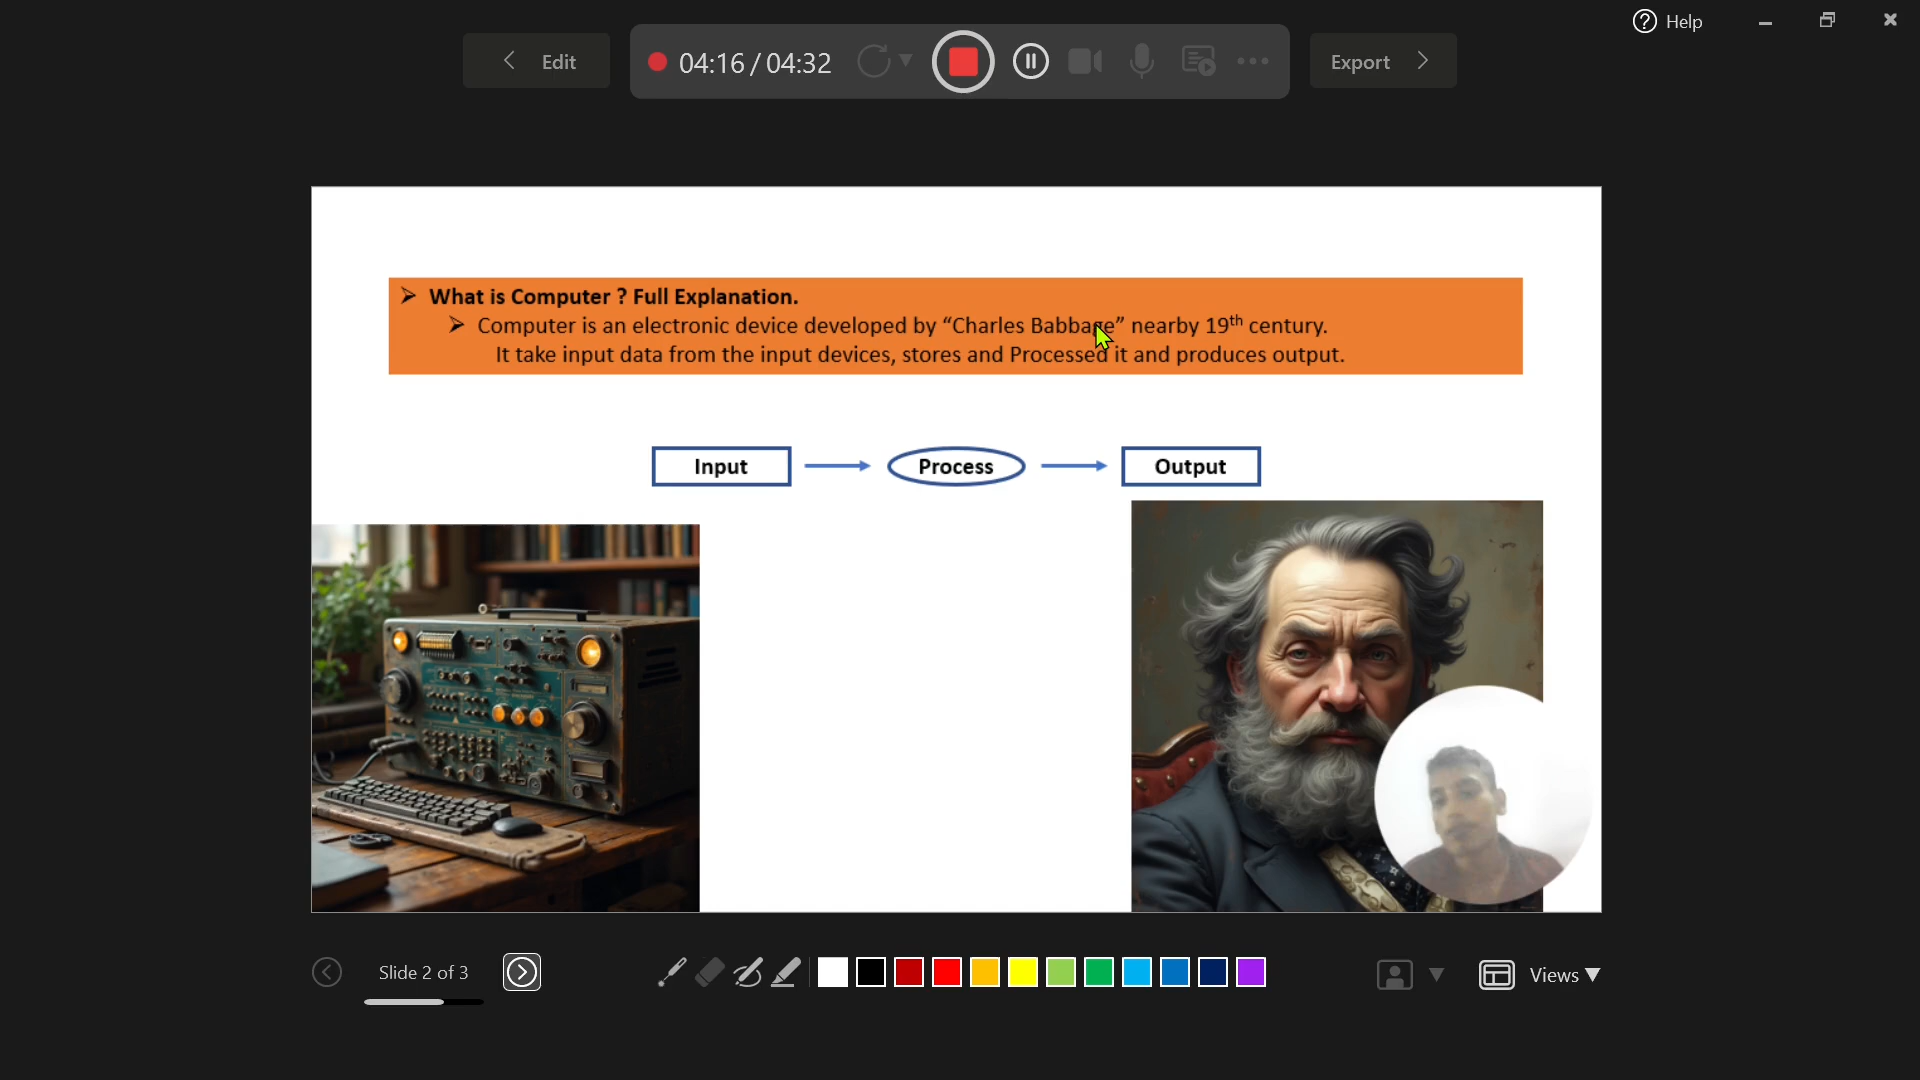 Help
Edit
04:16 / 04:32
Export
➤ What is Computer ? Full Explanation.
➤ Computer is an electronic device developed by “Charles Babbage” nearby 19th century.
It take input data from the input devices, stores and Processed it and produces output.
Input
Process
Output
Slide 2 of 3
Views